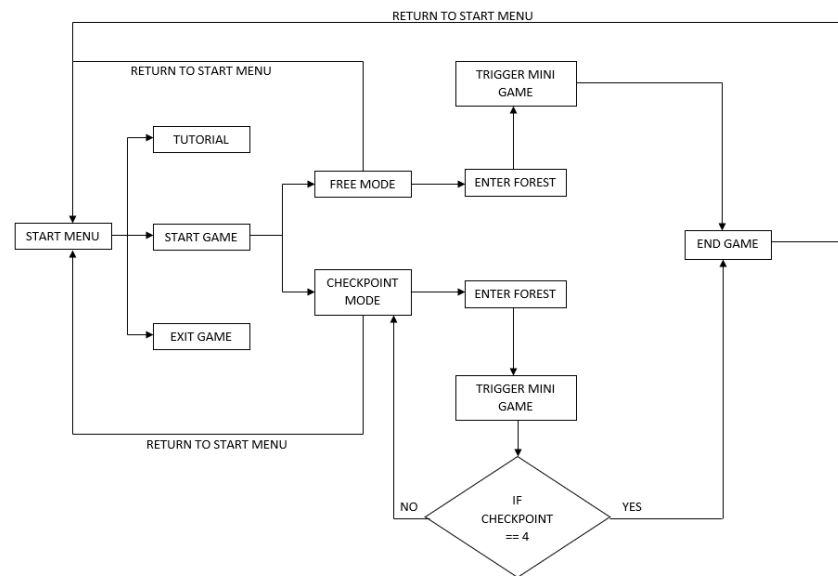 RETURN TO START MENU
RETURN TO START MENU
TRIGGER MINI
GAME
TUTORIAL
FREE MODE
ENTER FOREST
START MENU
START GAME
END GAME
CHECKPOINT
MODE
ENTER FOREST
EXIT GAME
TRIGGER MINI
GAME
RETURN TO START MENU
NO
IF
CHECKPOINT
== 4
YES